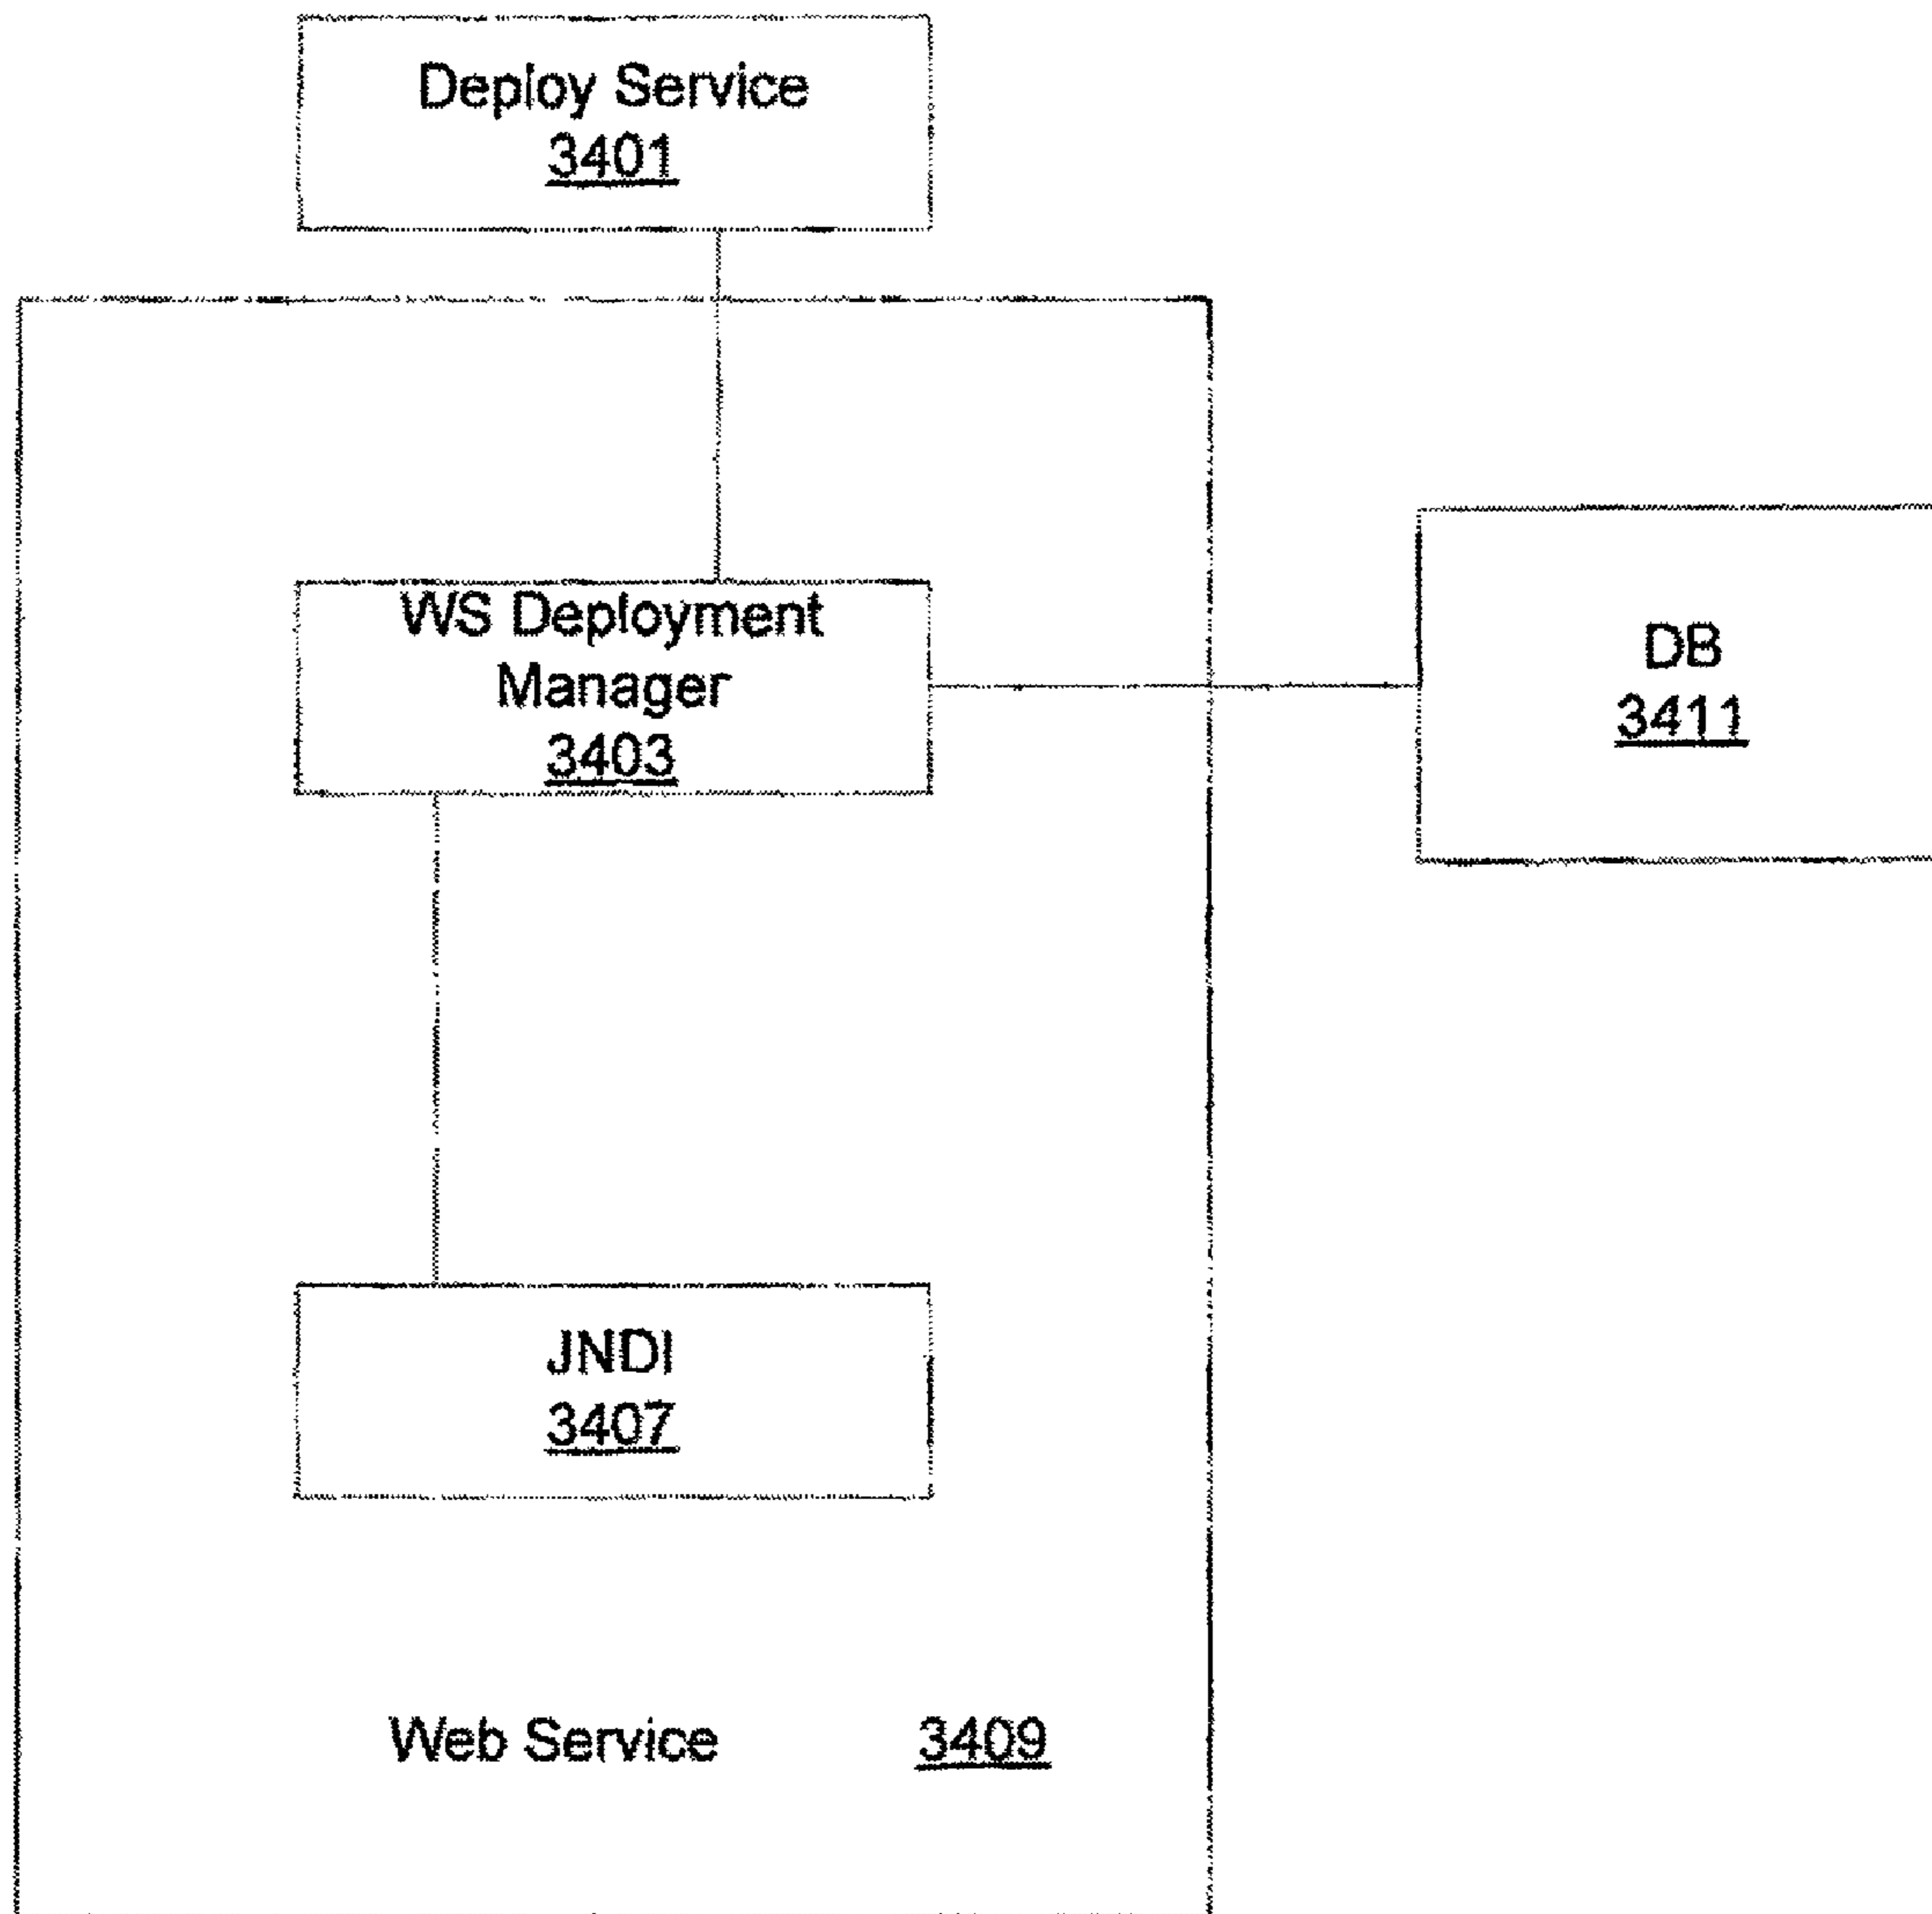 Deploy Service
3401
WS Deployment
Manager
3403
DB
3411
JNDI
3407
Web Service 3409